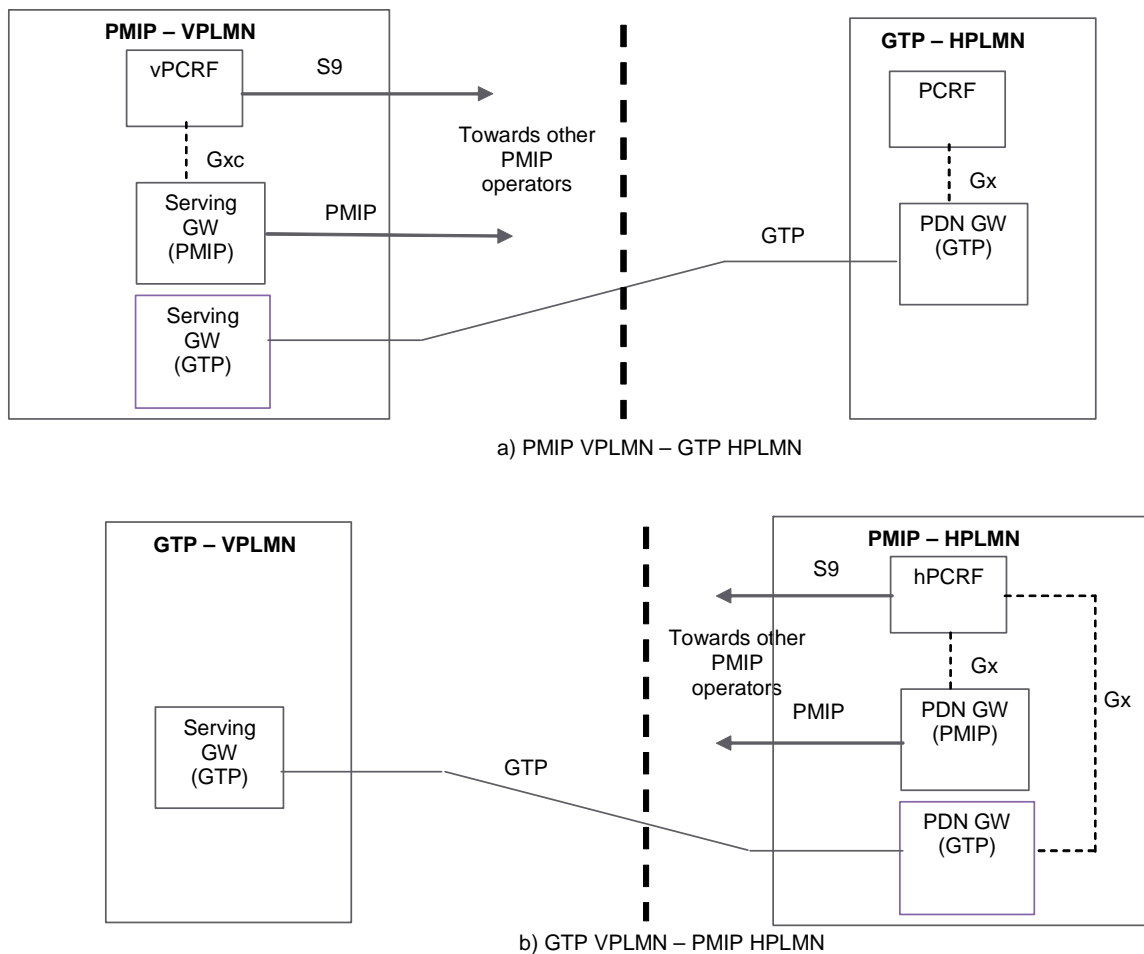 PMIP – VPLMN
vPCRF
S9
Gxc
Towards other
PMIP
operators
Serving
GW
(PMIP)
PMIP
Serving
GW
(GTP)
GTP
GTP – HPLMN
PCRF
Gx
PDN GW
(GTP)
a) PMIP VPLMN – GTP HPLMN
GTP – VPLMN
Serving
GW
(GTP)
GTP
PMIP – HPLMN
S9
hPCRF
Towards other
PMIP
operators
Gx
Gx
PMIP
PDN GW
(PMIP)
PDN GW
(GTP)
b) GTP VPLMN – PMIP HPLMN